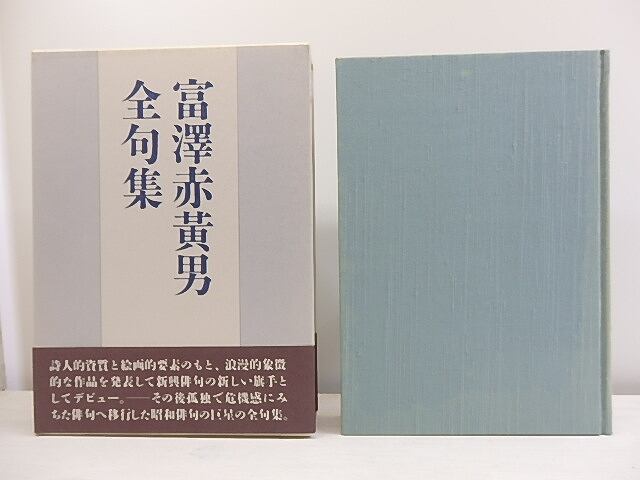 富澤赤黃男
全句集
詩人的資質と絵画的要素のもと、浪漫的象徴
的な作品を発表して新興俳句の新しい旗手と
してデビュー。──その後孤独で危機感にみ
ちた俳句へ移行した昭和俳句の巨星の全句集。